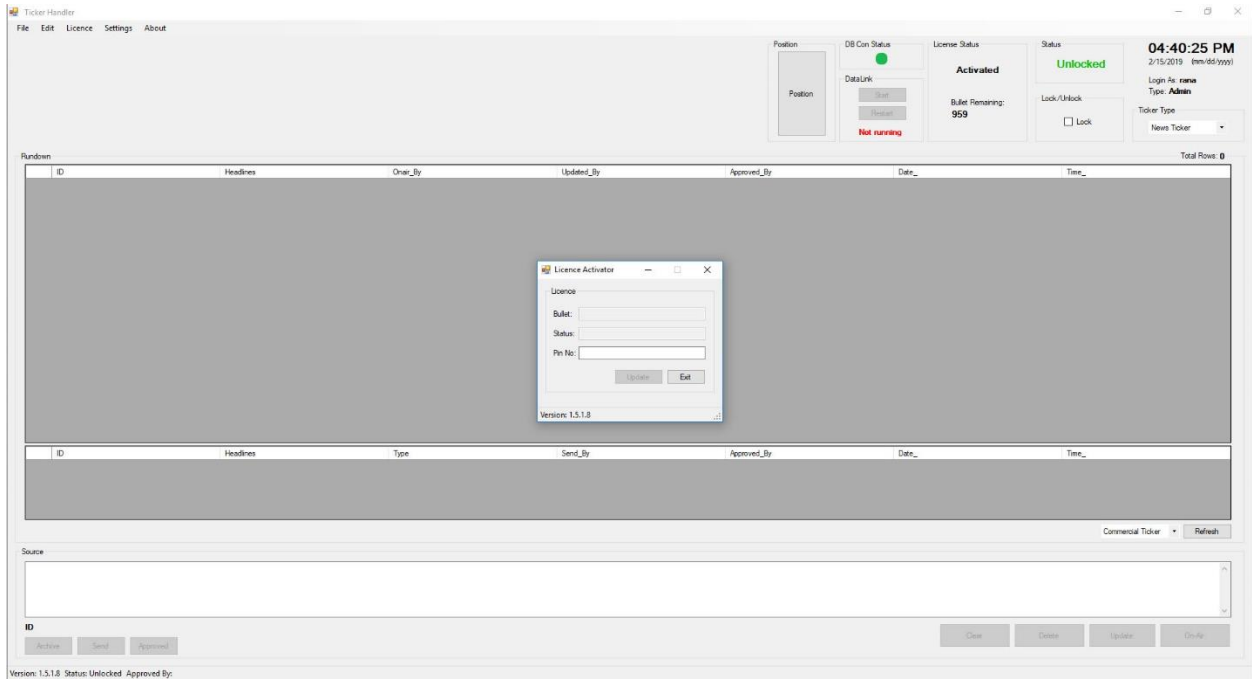 Ticker Handler
File Edit Licence Settings About
Position
Position
DB Con Status
DataLink
Start
Restart
Not running
License Status
Activated
Bullet Remaining:
959
Status
Unlocked
Lock/Unlock
Lock
04:40:25 PM
2/15/2019 (mm/dd/yyyy)
Login As: rana
Type: Admin
Ticker Type
News Ticker
Rundown
Total Rows: 0
ID Headlines Onair_By Updated_By Approved_By Date_ Time_
Licence Activator
Licence
Bullet:
Status:
Pin No:
Update Exit
Version: 1.5.1.8
ID Headlines Type Send_By Approved_By Date_ Time_
Commercial Ticker Refresh
Source
ID
Archive Send Approved Clear Delete Update On-Air
Version: 1.5.1.8 Status: Unlocked Approved By: